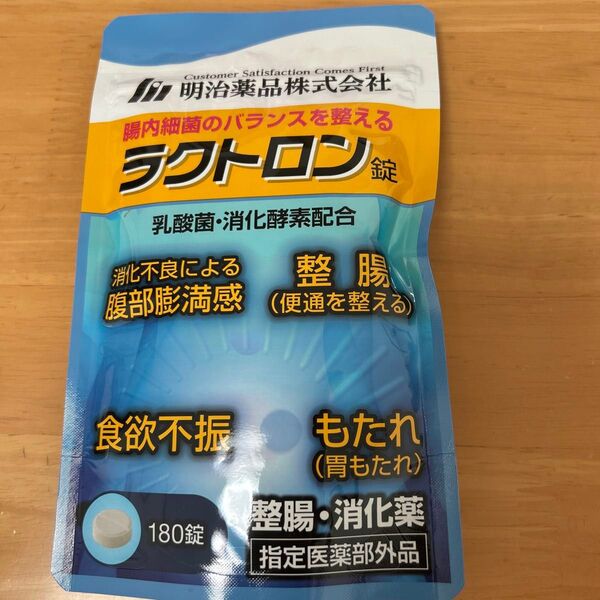 Customer Satisfaction Comes First
明治薬品株式会社
腸内細菌のバランスを整える
ラクトロン錠
乳酸菌・消化酵素配合
消化不良による
腹部膨満感
整腸
(便通を整える)
食欲不振
もたれ
(胃もたれ)
180錠
整腸・消化薬
指定医薬部外品